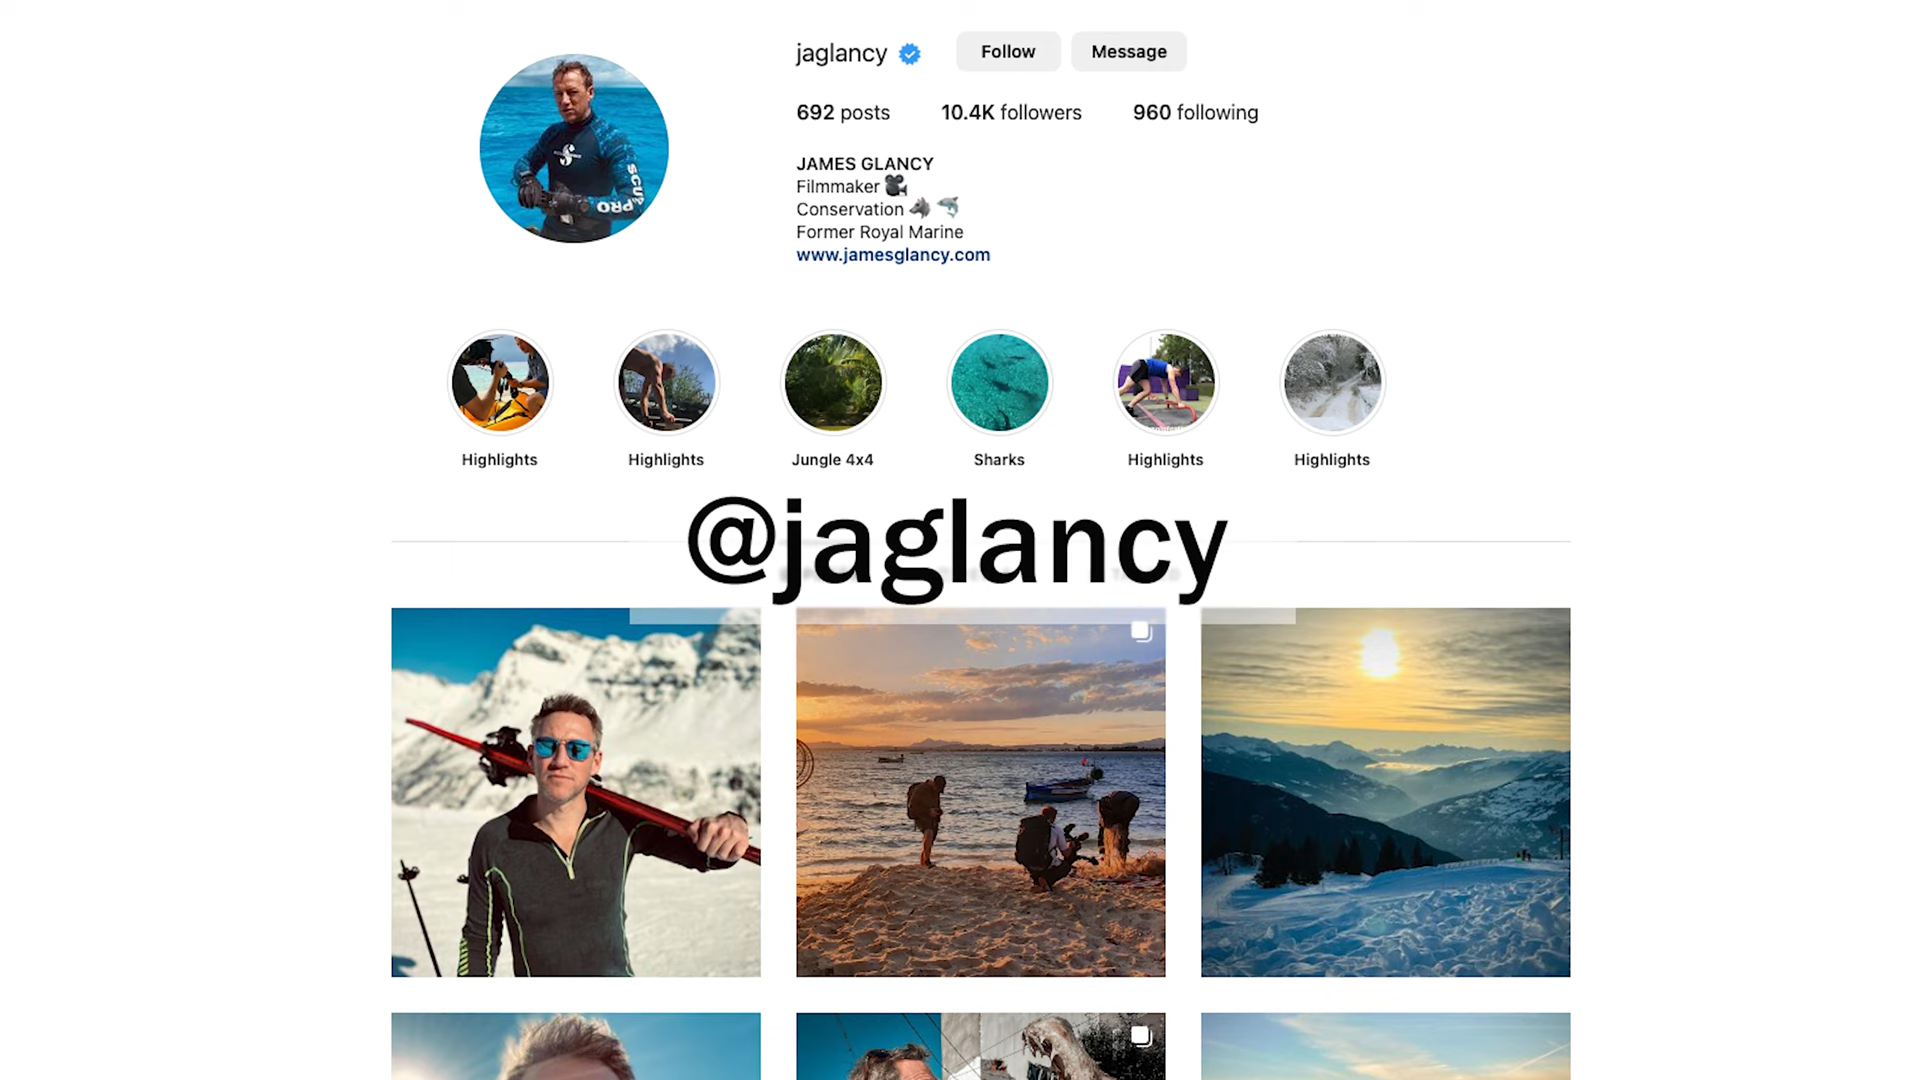 jaglancy
Follow
Message
692 posts
10.4K followers
960 following
JAMES GLANCY
Filmmaker 🎥
Conservation 🐺 🐬
Former Royal Marine
www.jamesglancy.com
SCUBAPRO
Highlights
Highlights
Jungle 4x4
Sharks
Highlights
Highlights
@jaglancy